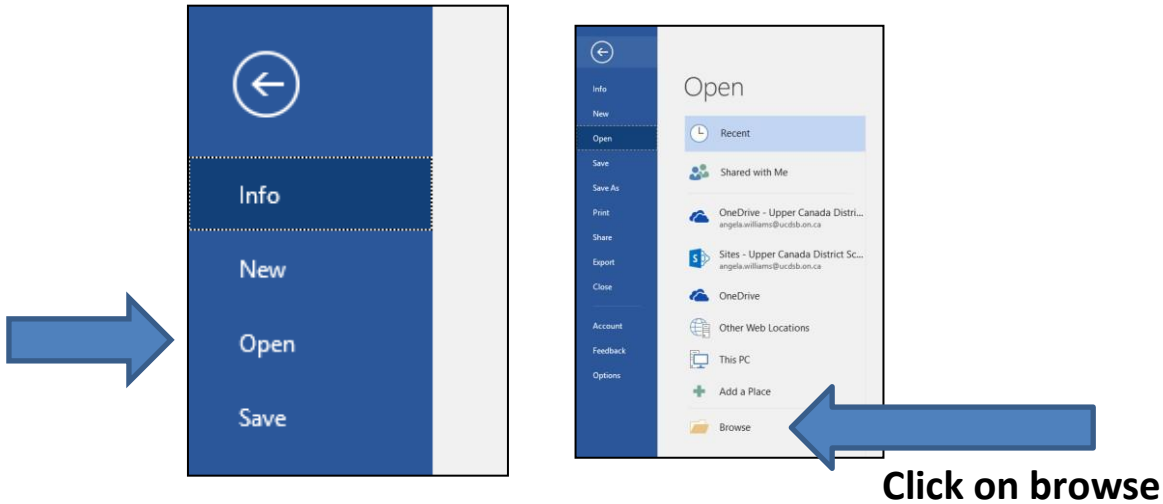 Info
New
Open
Save
Info
New
Open
Save
Save As
Print
Share
Export
Close
Account
Feedback
Options
Open
Recent
Shared with Me
OneDrive - Upper Canada Distri...
angela.williams@ucdsb.on.ca
Sites - Upper Canada District Sc...
angela.williams@ucdsb.on.ca
OneDrive
Other Web Locations
This PC
Add a Place
Browse
Click on browse